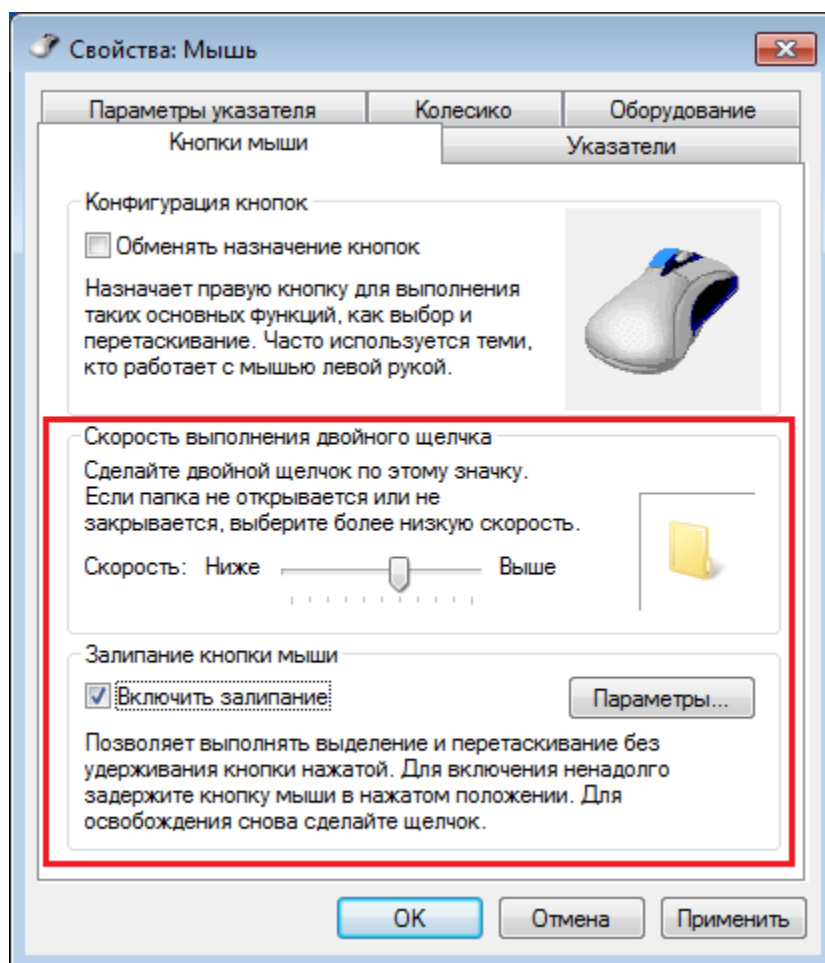 Свойства: Мышь
Параметры указателя
Колесико
Оборудование
Кнопки мыши
Указатели
Конфигурация кнопок
Обменять назначение кнопок
Назначает правую кнопку для выполнения
таких основных функций, как выбор и
перетаскивание. Часто используется теми,
кто работает с мышью левой рукой.
Скорость выполнения двойного щелчка
Сделайте двойной щелчок по этому значку.
Если папка не открывается или не
закрывается, выберите более низкую скорость.
Скорость: Ниже Выше
Залипание кнопки мыши
Включить залипание
Параметры...
Позволяет выполнять выделение и перетаскивание без
удерживания кнопки нажатой. Для включения ненадолго
задержите кнопку мыши в нажатом положении. Для
освобождения снова сделайте щелчок.
ОК
Отмена
Применить